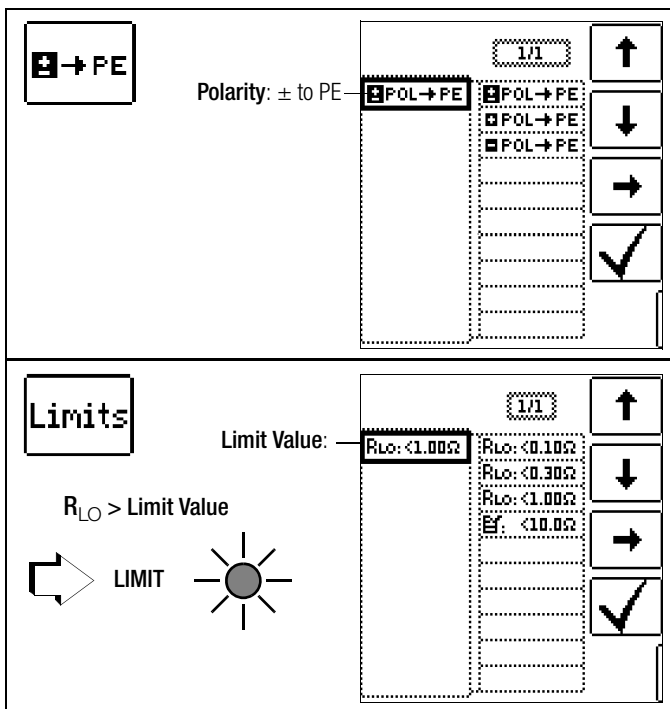 ±→PE
1/1
Polarity: ± to PE
±POL→PE
±POL→PE
+POL→PE
-POL→PE
Limits
1/1
Limit Value:
RLO: <1.00Ω
RLO: <0.10Ω
RLO: <0.30Ω
RLO: <1.00Ω
: <10.0Ω
RLO > Limit Value
LIMIT